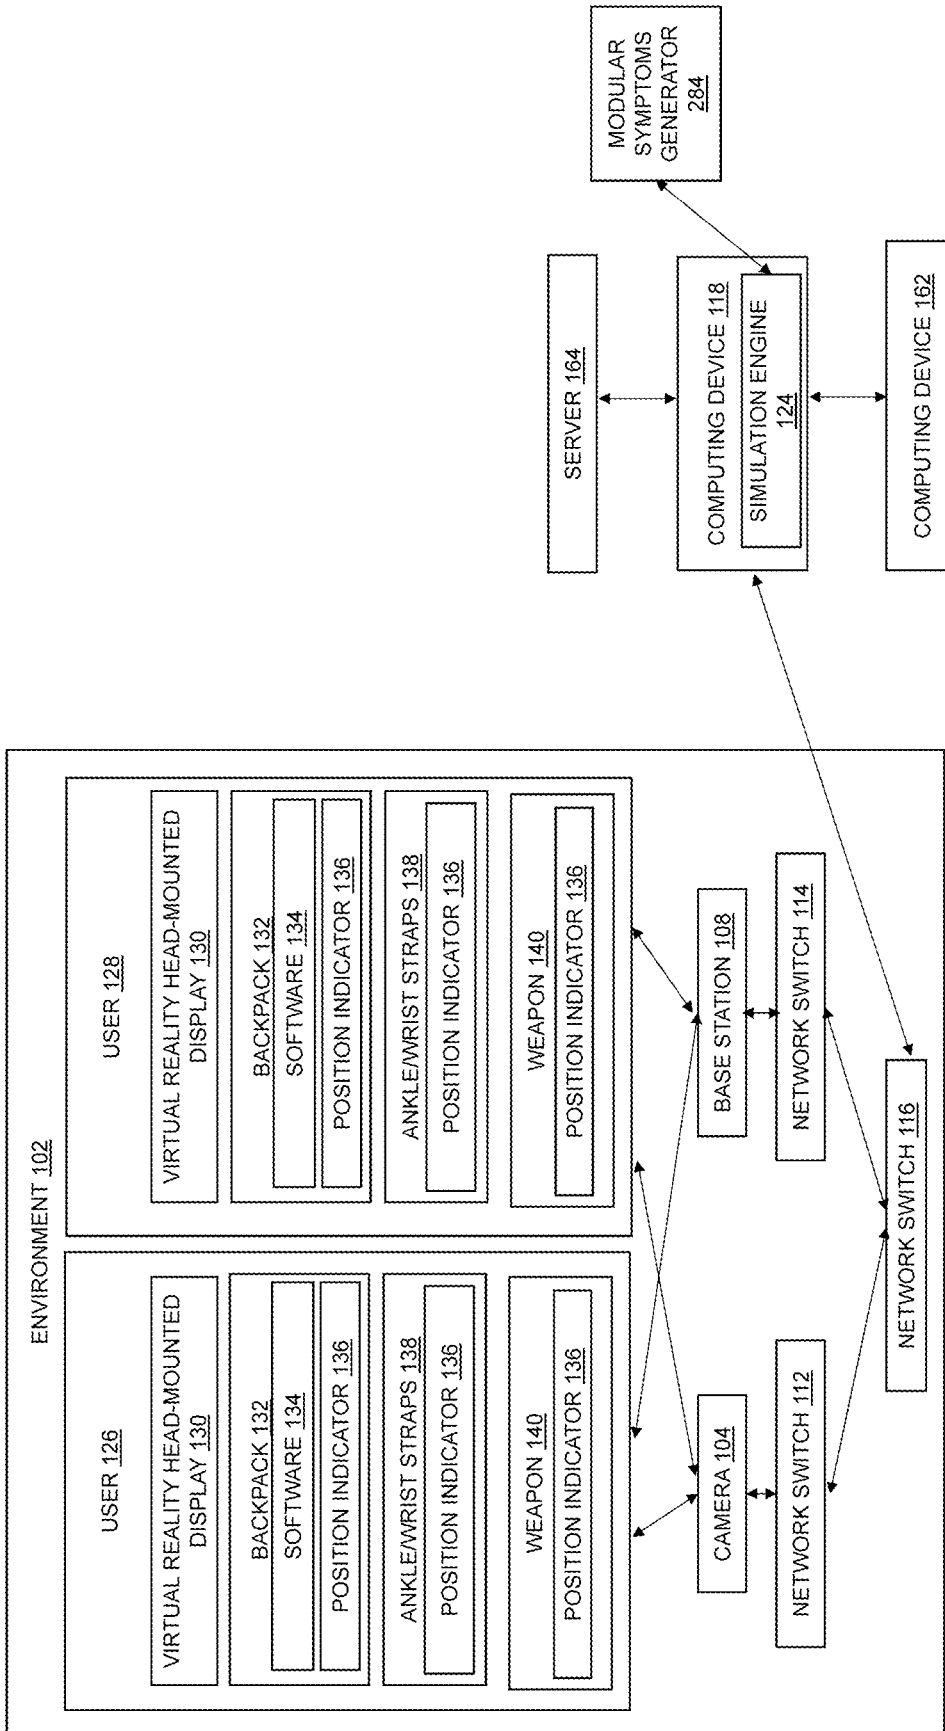 ENVIRONMENT 102
USER 126
VIRTUAL REALITY HEAD-MOUNTED
DISPLAY 130
BACKPACK 132
SOFTWARE 134
POSITION INDICATOR 136
ANKLE/WRIST STRAPS 138
POSITION INDICATOR 136
WEAPON 140
POSITION INDICATOR 136
USER 128
VIRTUAL REALITY HEAD-MOUNTED
DISPLAY 130
BACKPACK 132
SOFTWARE 134
POSITION INDICATOR 136
ANKLE/WRIST STRAPS 138
POSITION INDICATOR 136
WEAPON 140
POSITION INDICATOR 136
CAMERA 104
BASE STATION 108
NETWORK SWITCH 112
NETWORK SWITCH 114
NETWORK SWITCH 116
SERVER 164
COMPUTING DEVICE 118
SIMULATION ENGINE
124
COMPUTING DEVICE 162
MODULAR
SYMPTOMS
GENERATOR
284